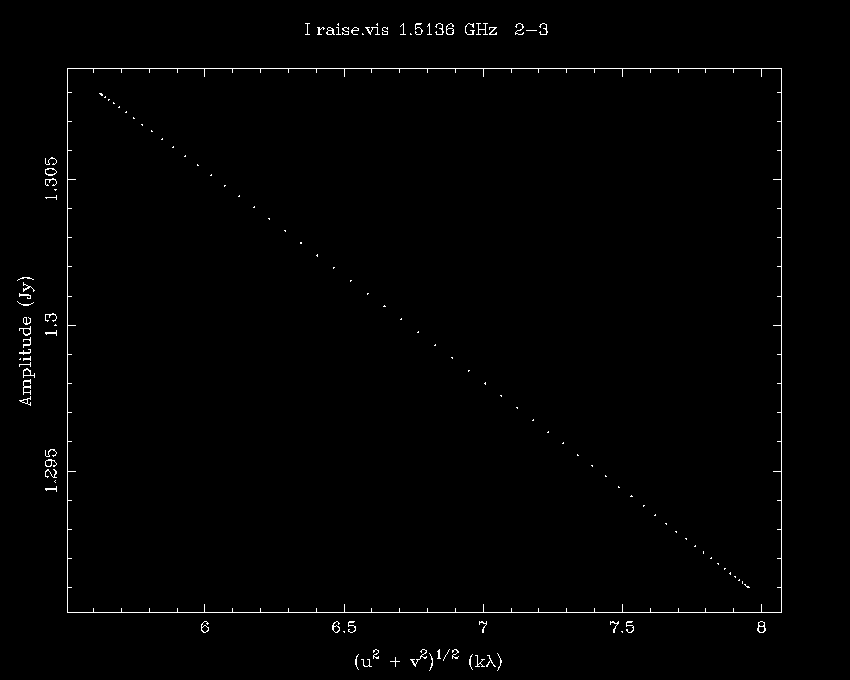 I raise.vis 1.5136 GHz 2-3
1.305
1.3
1.295
Amplitude (Jy)
6 6.5 7 7.5 8
(u² + v²)^1/2 (kλ)